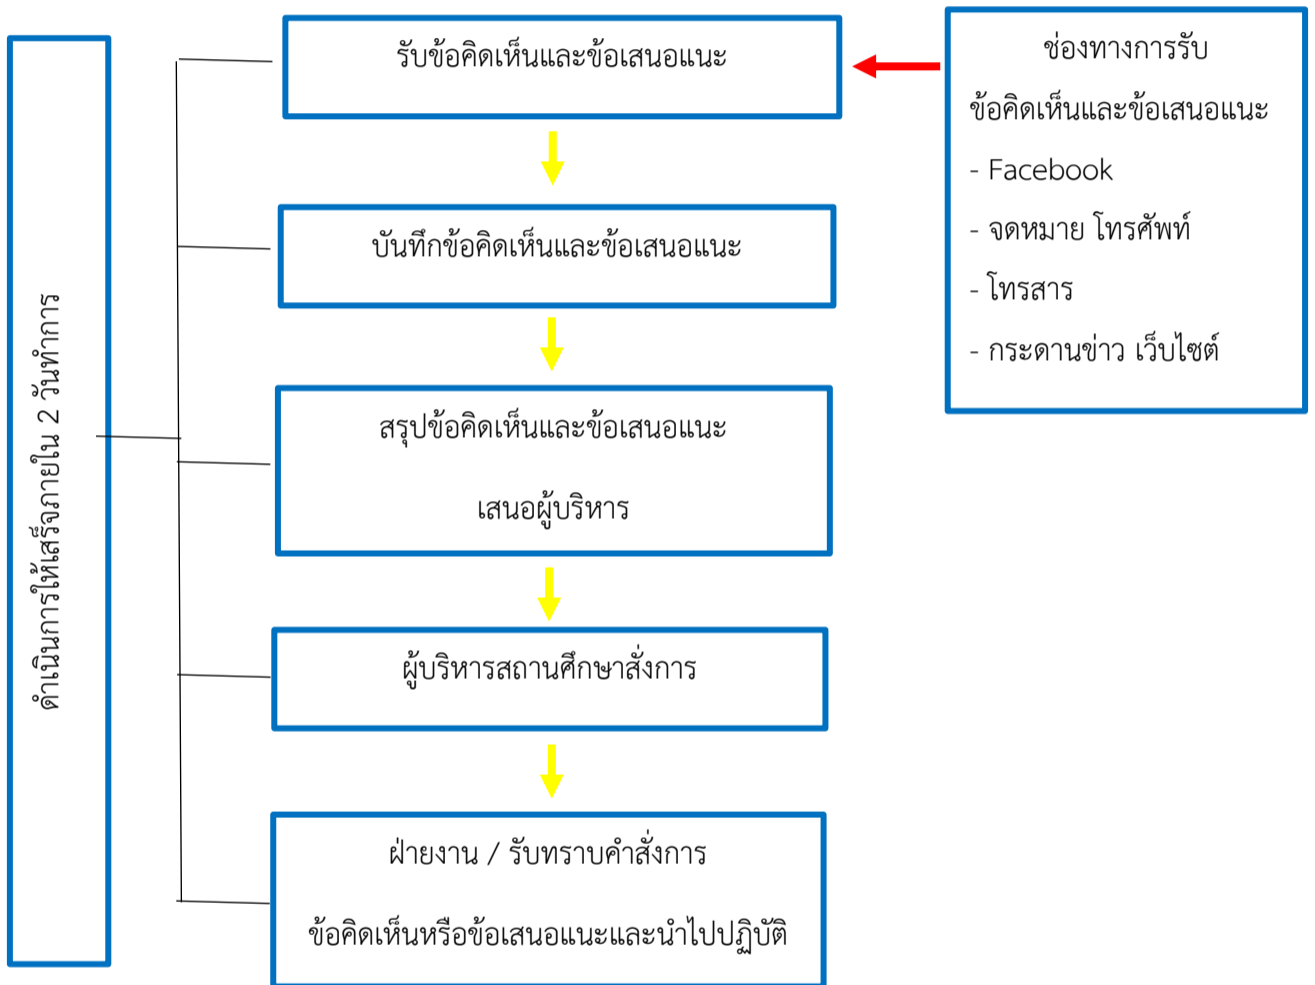 ดำเนินการให้เสร็จภายใน 2 วันทำการ
รับข้อคิดเห็นและข้อเสนอแนะ
บันทึกข้อคิดเห็นและข้อเสนอแนะ
สรุปข้อคิดเห็นและข้อเสนอแนะ
เสนอผู้บริหาร
ผู้บริหารสถานศึกษาสั่งการ
ฝ่ายงาน / รับทราบคำสั่งการ
ข้อคิดเห็นหรือข้อเสนอแนะและนำไปปฏิบัติ
ช่องทางการรับ
ข้อคิดเห็นและข้อเสนอแนะ
- Facebook
- จดหมาย โทรศัพท์
- โทรสาร
- กระดานข่าว เว็บไซต์